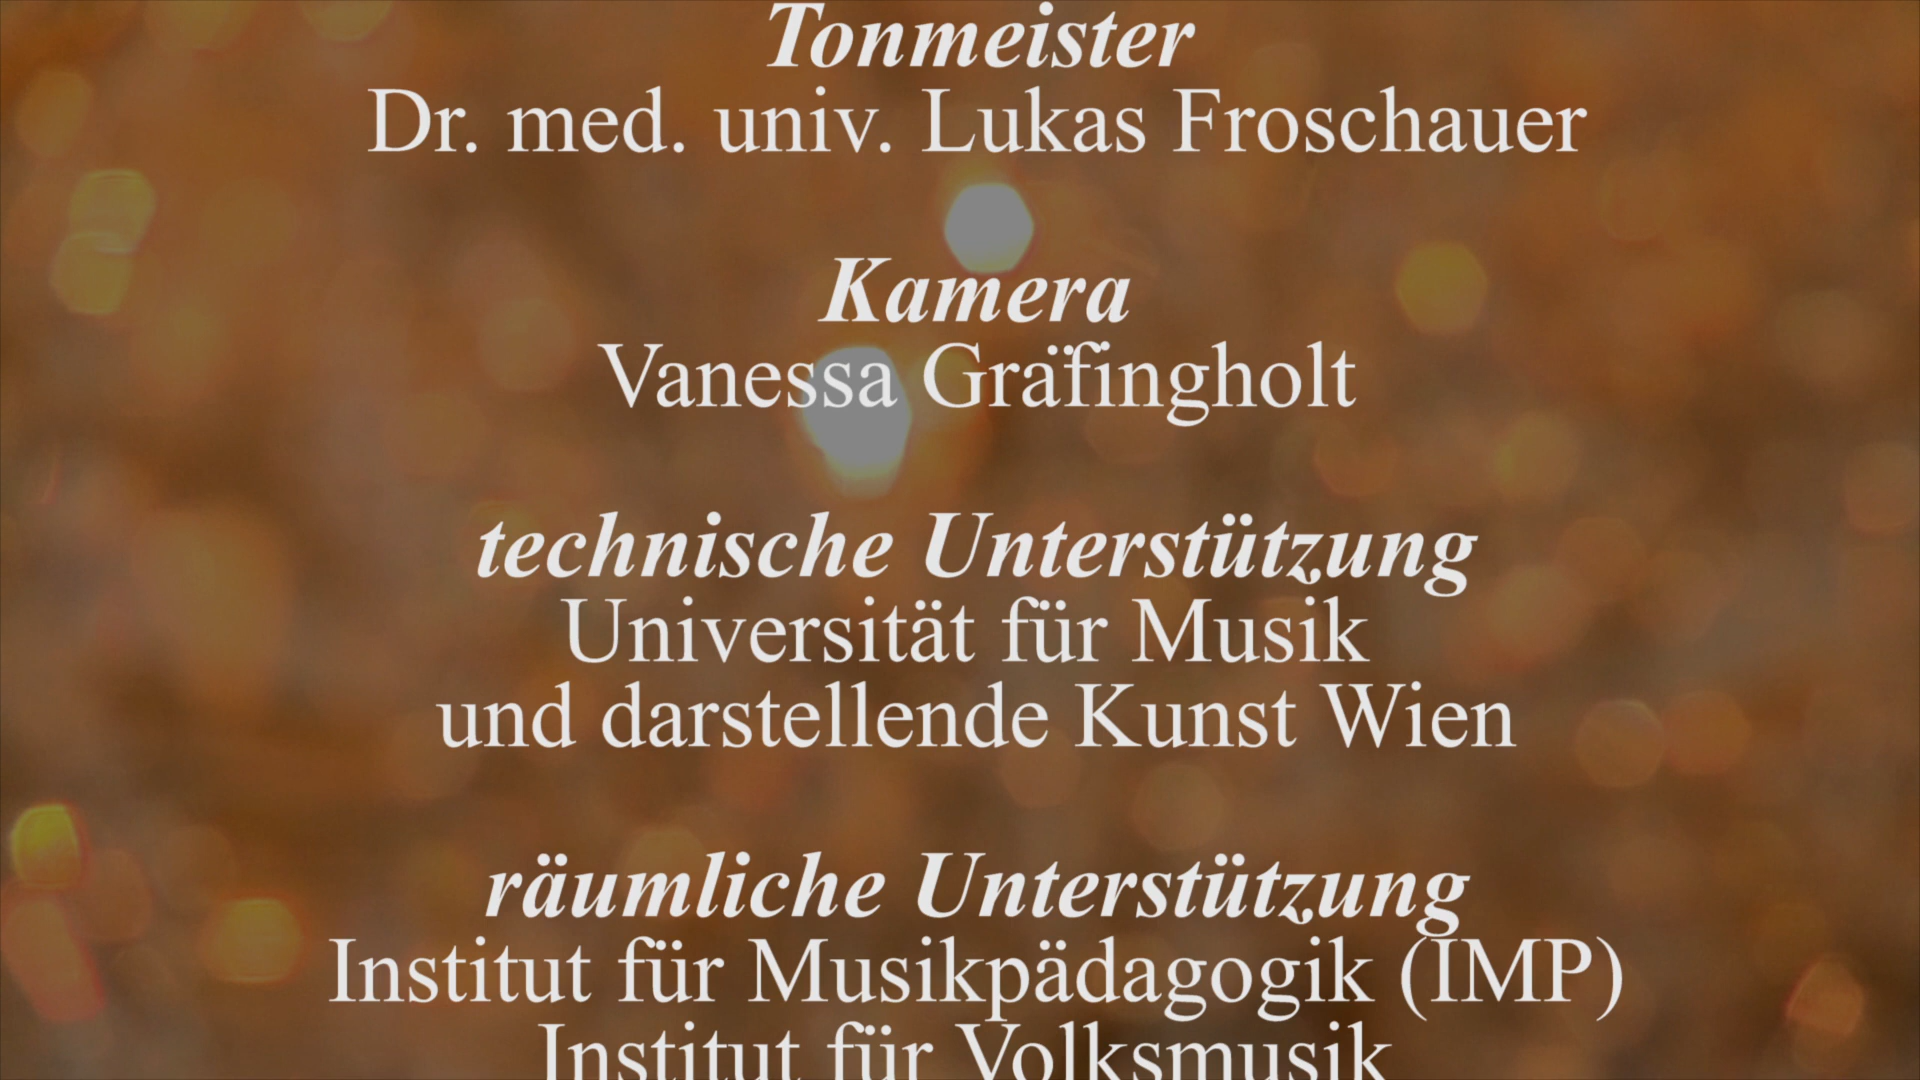 Tonmeister
Dr. med. univ. Lukas Froschauer
Kamera
Vanessa Gräfingholt
technische Unterstützung
Universität für Musik
und darstellende Kunst Wien
räumliche Unterstützung
Institut für Musikpädagogik (IMP)
Institut für Volksmusik